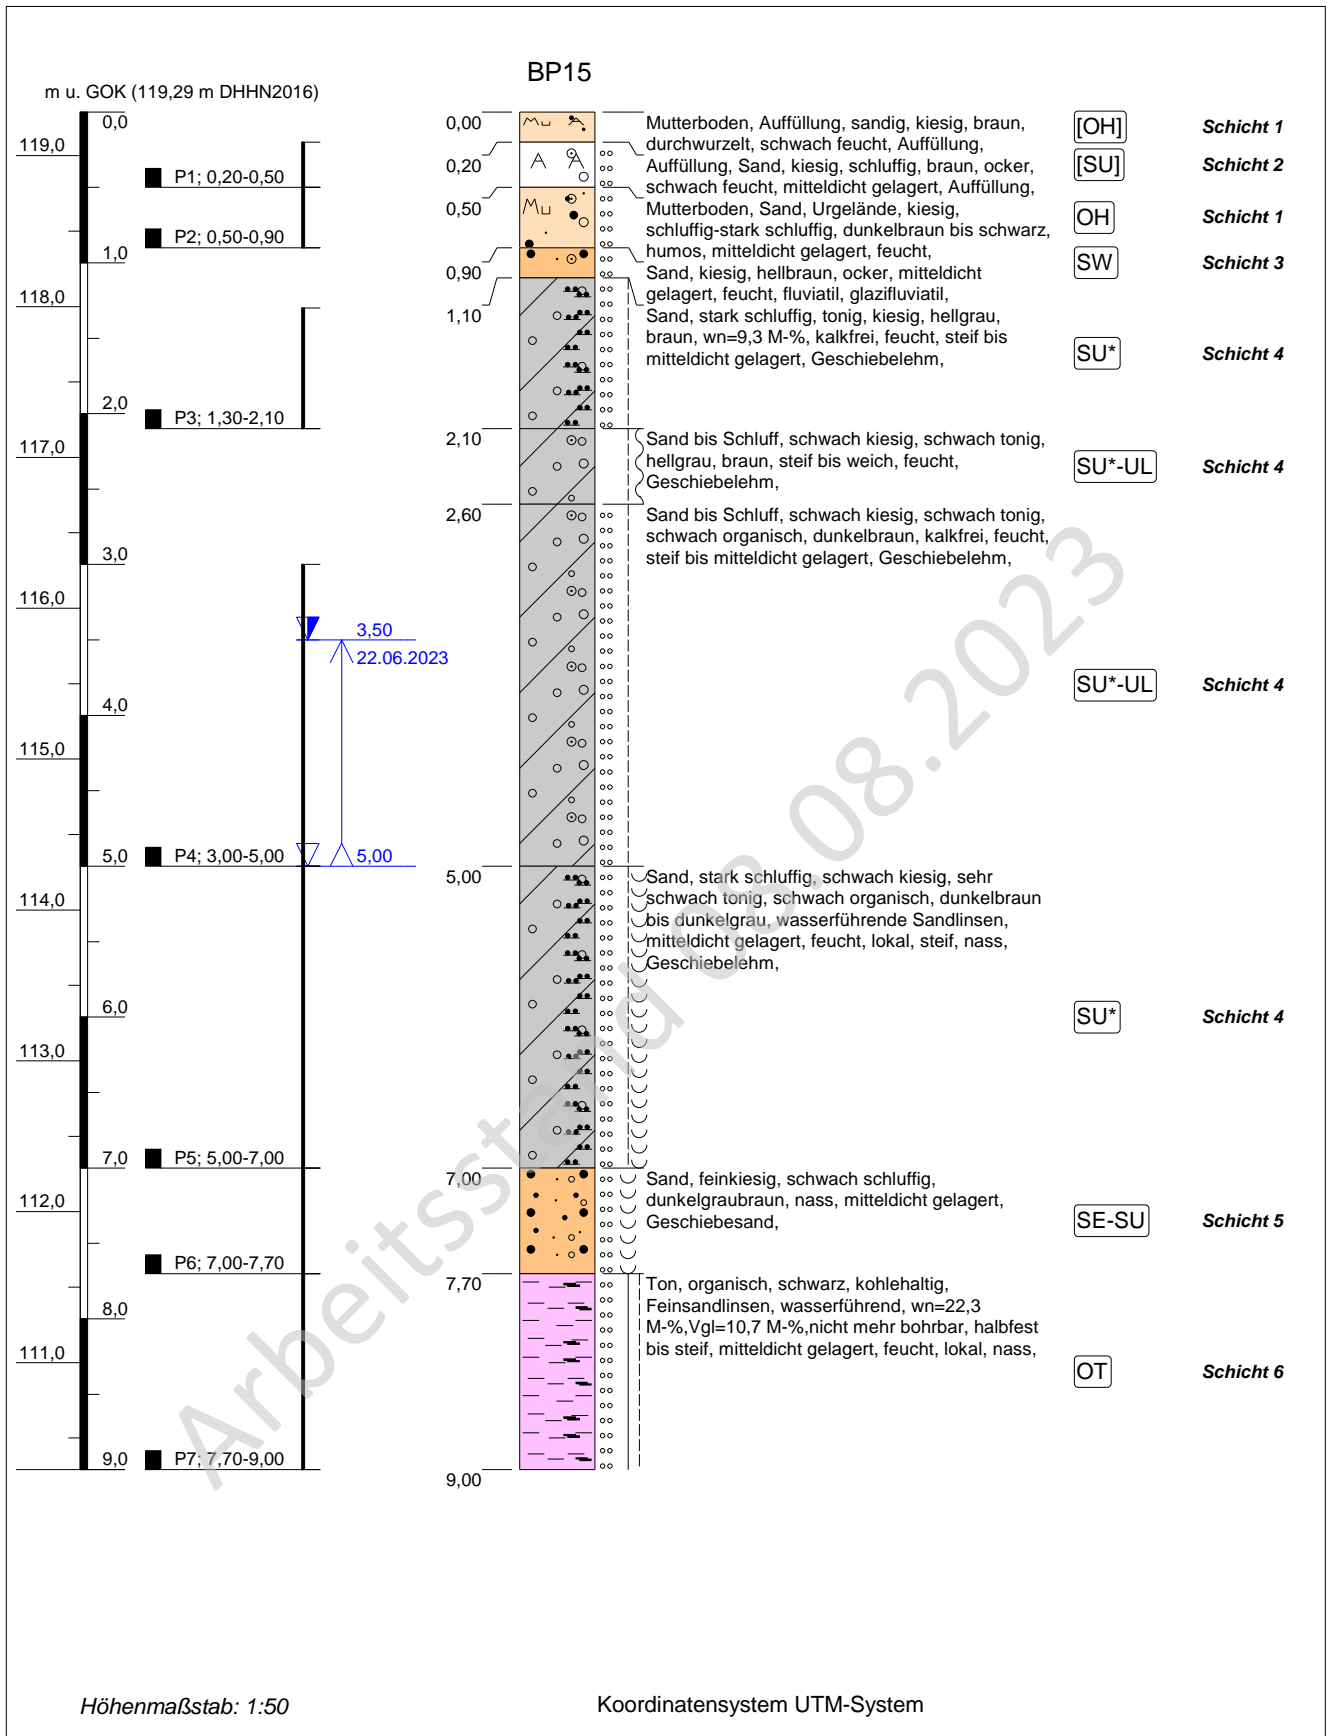 BP15
m u. GOK (119,29 m DHHN2016)
0,0
119,0
P1; 0,20-0,50
P2; 0,50-0,90
1,0
118,0
2,0
P3; 1,30-2,10
117,0
3,0
116,0
3,50
22.06.2023
4,0
115,0
5,0
P4; 3,00-5,00
5,00
114,0
6,0
113,0
7,0
P5; 5,00-7,00
112,0
P6; 7,00-7,70
8,0
111,0
9,0
P7; 7,70-9,00
0,00
Mutterboden, Auffüllung, sandig, kiesig, braun,
durchwurzelt, schwach feucht, Auffüllung,
[OH]
Schicht 1
0,20
Auffüllung, Sand, kiesig, schluffig, braun, ocker,
schwach feucht, mitteldicht gelagert, Auffüllung,
[SU]
Schicht 2
0,50
Mutterboden, Sand, Urgelände, kiesig,
schluffig-stark schluffig, dunkelbraun bis schwarz,
humos, mitteldicht gelagert, feucht,
OH
Schicht 1
0,90
Sand, kiesig, hellbraun, ocker, mitteldicht
gelagert, feucht, fluviatil, glazifluviatil,
SW
Schicht 3
1,10
Sand, stark schluffig, tonig, kiesig, hellgrau,
braun, wn=9,3 M-%, kalkfrei, feucht, steif bis
mitteldicht gelagert, Geschiebelehm,
SU*
Schicht 4
2,10
Sand bis Schluff, schwach kiesig, schwach tonig,
hellgrau, braun, steif bis weich, feucht,
Geschiebelehm,
SU*-UL
Schicht 4
2,60
Sand bis Schluff, schwach kiesig, schwach tonig,
schwach organisch, dunkelbraun, kalkfrei, feucht,
steif bis mitteldicht gelagert, Geschiebelehm,
SU*-UL
Schicht 4
5,00
Sand, stark schluffig, schwach kiesig, sehr
schwach tonig, schwach organisch, dunkelbraun
bis dunkelgrau, wasserführende Sandlinsen,
mitteldicht gelagert, feucht, lokal, steif, nass,
Geschiebelehm,
SU*
Schicht 4
7,00
Sand, feinkiesig, schwach schluffig,
dunkelgraubraun, nass, mitteldicht gelagert,
Geschiebesand,
SE-SU
Schicht 5
7,70
Ton, organisch, schwarz, kohlehaltig,
Feinsandlinsen, wasserführend, wn=22,3
M-%,Vgl=10,7 M-%,nicht mehr bohrbar, halbfest
bis steif, mitteldicht gelagert, feucht, lokal, nass,
OT
Schicht 6
9,00
Arbeitsstand 08.08.2023
Höhenmaßstab: 1:50
Koordinatensystem UTM-System